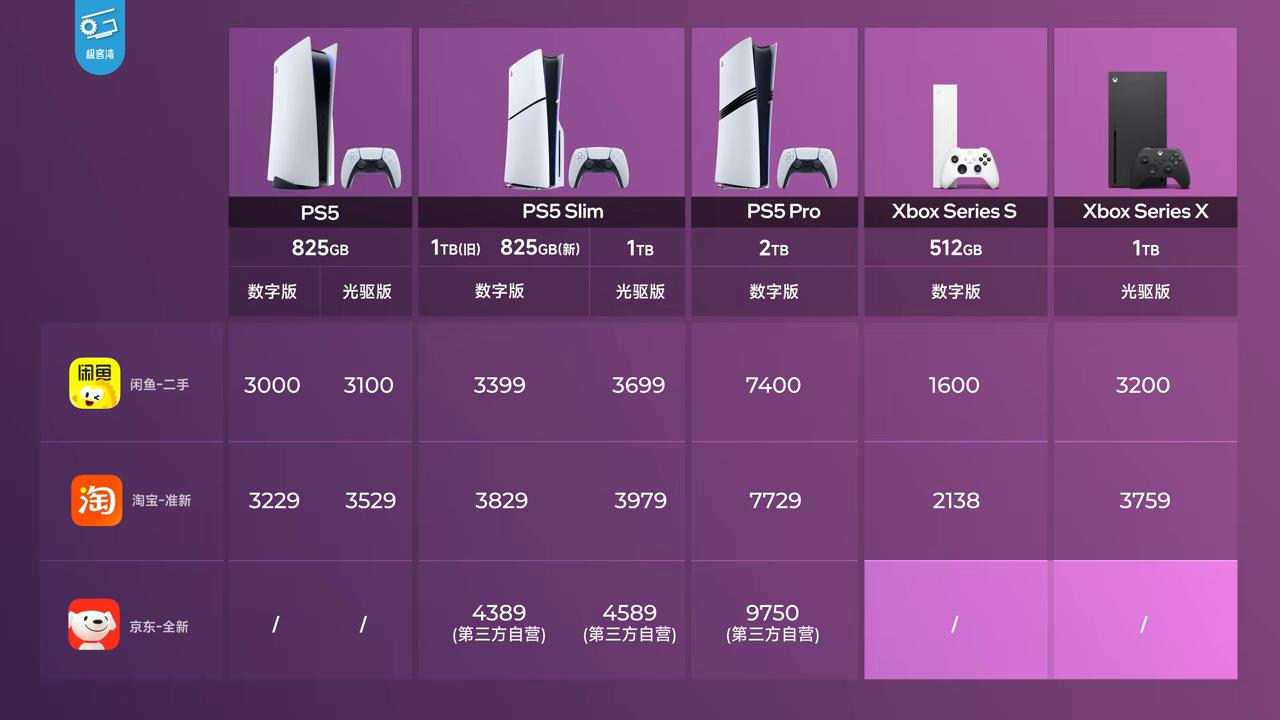 极客湾
PS5
PS5 Slim
PS5 Pro
Xbox Series S
Xbox Series X
825GB
1TB(旧)
825GB(新)
1TB
2TB
512GB
1TB
数字版
光驱版
数字版
光驱版
数字版
数字版
光驱版
闲鱼
闲鱼-二手
3000
3100
3399
3699
7400
1600
3200
淘
淘宝-准新
3229
3529
3829
3979
7729
2138
3759
京东-全新
/
/
4389
(第三方自营)
4589
(第三方自营)
9750
(第三方自营)
/
/